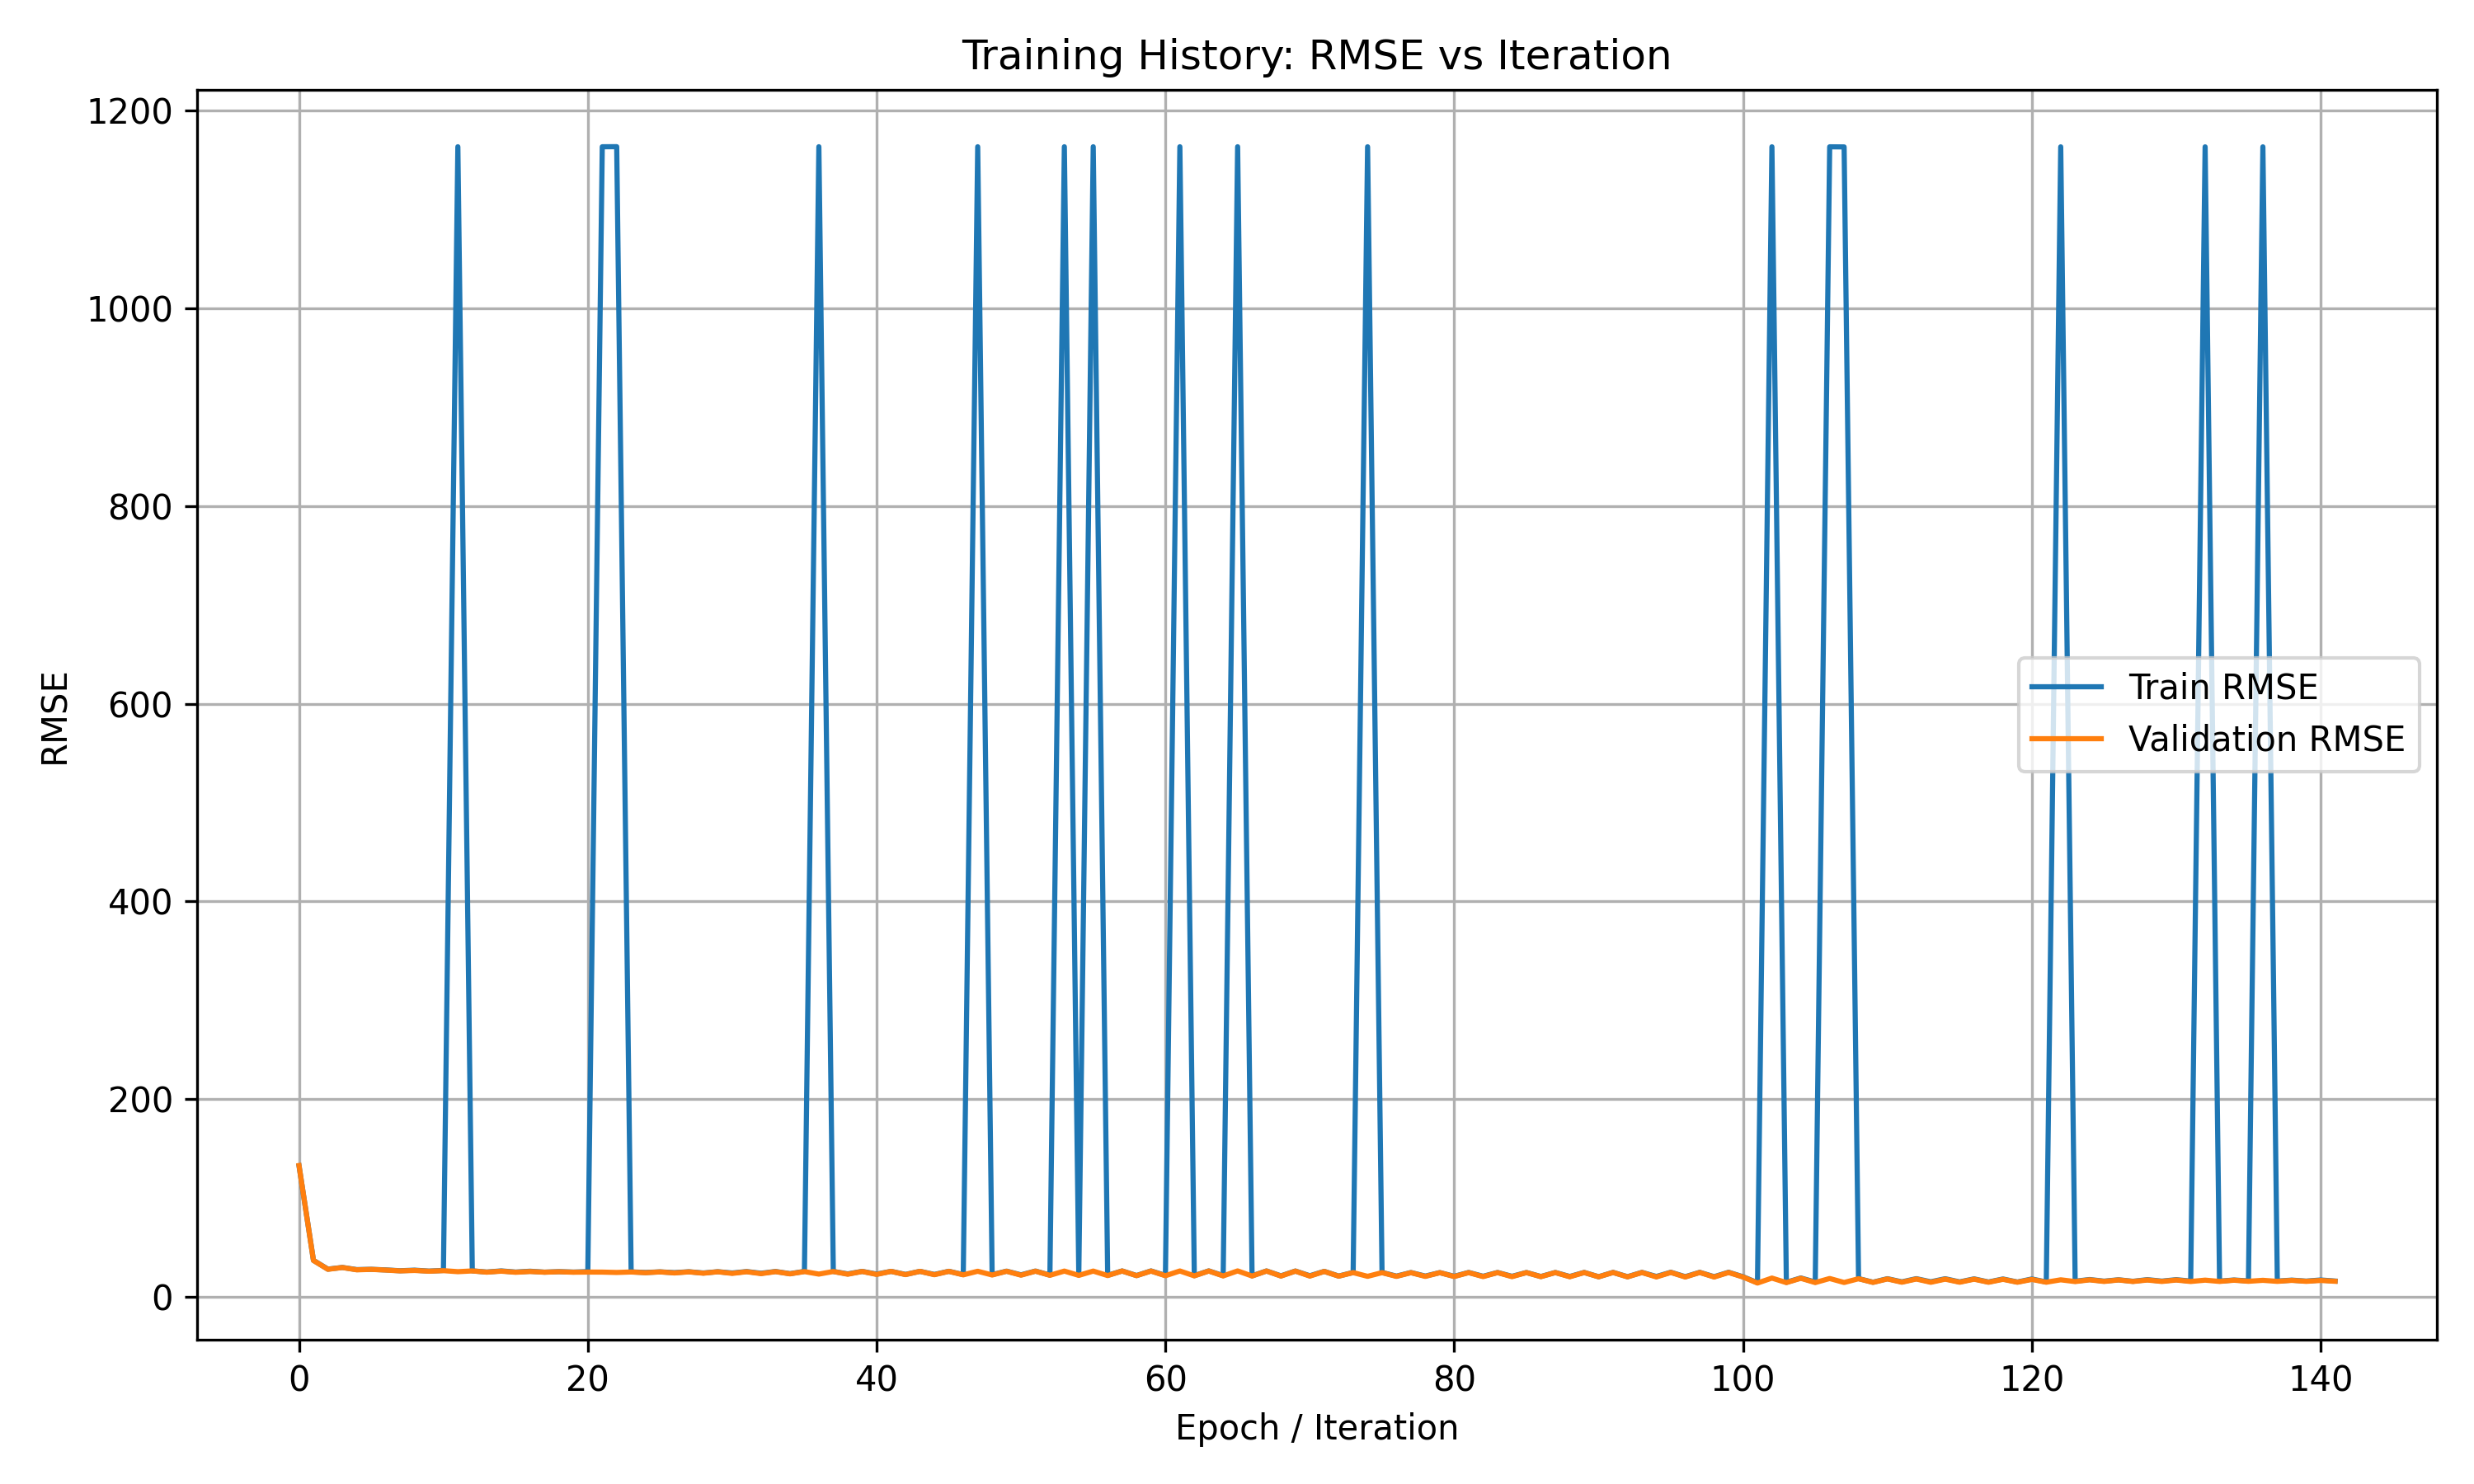 Training History: RMSE vs Iteration
1200
1000
800
600
400
200
0
RMSE
Train RMSE
Validation RMSE
0 20 40 60 80 100 120 140
Epoch / Iteration